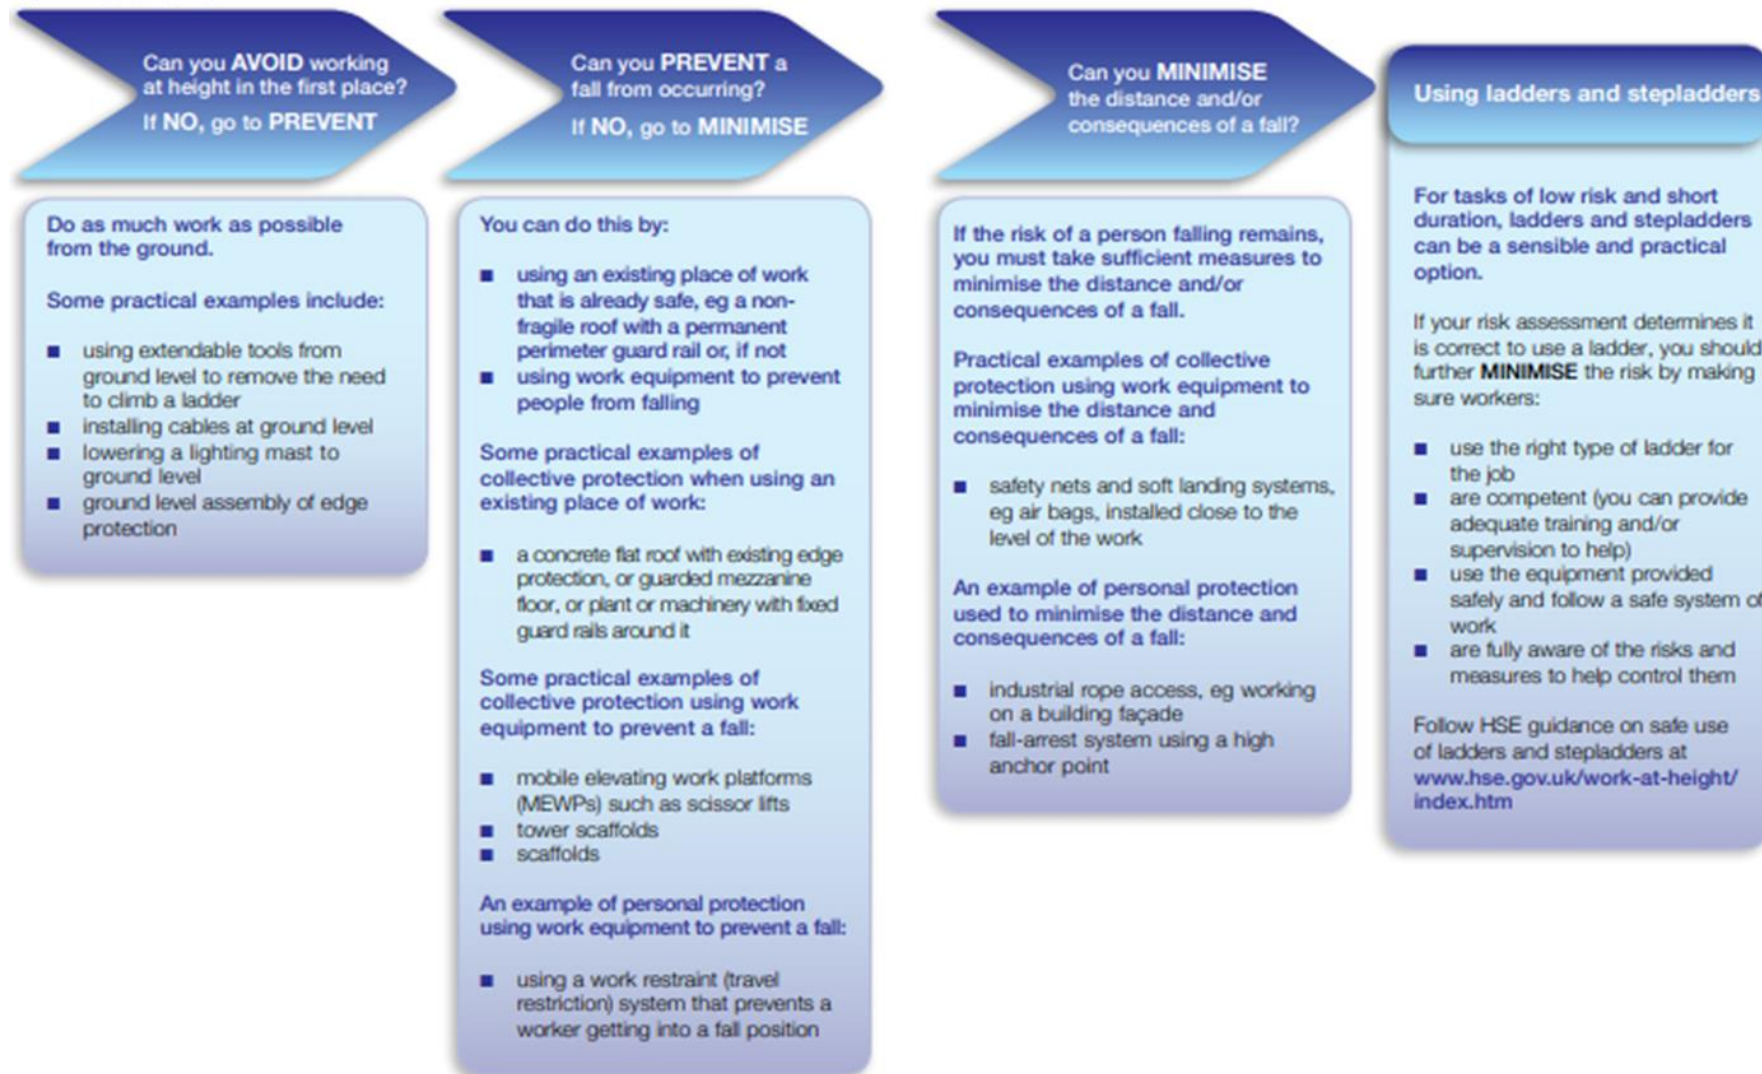 Can you AVOID working
at height in the first place?
If NO, go to PREVENT
Do as much work as possible
from the ground.
Some practical examples include:
■ using extendable tools from
ground level to remove the need
to climb a ladder
■ installing cables at ground level
■ lowering a lighting mast to
ground level
■ ground level assembly of edge
protection
Can you PREVENT a
fall from occurring?
If NO, go to MINIMISE
You can do this by:
■ using an existing place of work
that is already safe, eg a non-
fragile roof with a permanent
perimeter guard rail or, if not
■ using work equipment to prevent
people from falling
Some practical examples of
collective protection when using an
existing place of work:
■ a concrete flat roof with existing edge
protection, or guarded mezzanine
floor, or plant or machinery with fixed
guard rails around it
Some practical examples of
collective protection using work
equipment to prevent a fall:
■ mobile elevating work platforms
(MEWPs) such as scissor lifts
■ tower scaffolds
■ scaffolds
An example of personal protection
using work equipment to prevent a fall:
■ using a work restraint (travel
restriction) system that prevents a
worker getting into a fall position
Can you MINIMISE
the distance and/or
consequences of a fall?
If the risk of a person falling remains,
you must take sufficient measures to
minimise the distance and/or
consequences of a fall.
Practical examples of collective
protection using work equipment to
minimise the distance and
consequences of a fall:
■ safety nets and soft landing systems,
eg air bags, installed close to the
level of the work
An example of personal protection
used to minimise the distance and
consequences of a fall:
■ industrial rope access, eg working
on a building façade
■ fall-arrest system using a high
anchor point
Using ladders and stepladders
For tasks of low risk and short
duration, ladders and stepladders
can be a sensible and practical
option.
If your risk assessment determines it
is correct to use a ladder, you should
further MINIMISE the risk by making
sure workers:
■ use the right type of ladder for
the job
■ are competent (you can provide
adequate training and/or
supervision to help)
■ use the equipment provided
safely and follow a safe system of
work
■ are fully aware of the risks and
measures to help control them
Follow HSE guidance on safe use
of ladders and stepladders at
www.hse.gov.uk/work-at-height/
index.htm